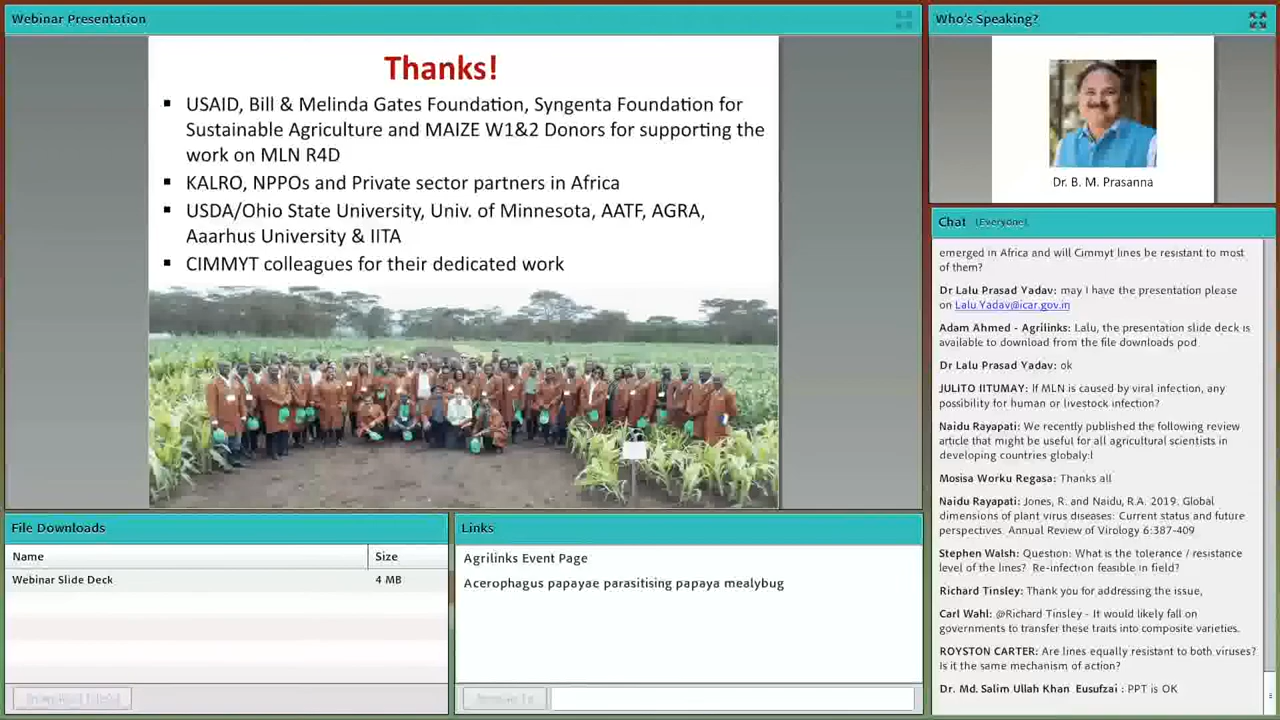 Webinar Presentation
Thanks!
▪ USAID, Bill & Melinda Gates Foundation, Syngenta Foundation for
Sustainable Agriculture and MAIZE W1&2 Donors for supporting the
work on MLN R4D
▪ KALRO, NPPOs and Private sector partners in Africa
▪ USDA/Ohio State University, Univ. of Minnesota, AATF, AGRA,
Aaarhus University & IITA
▪ CIMMYT colleagues for their dedicated work
Who's Speaking?
Dr. B. M. Prasanna
Chat (Everyone)
emerged in Africa and will Cimmyt lines be resistant to most
of them?
Dr Lalu Prasad Yadav: may I have the presentation please
on Lalu.Yadav@icar.gov.in
Adam Ahmed - Agrilinks: Lalu, the presentation slide deck is
available to download from the file downloads pod.
Dr Lalu Prasad Yadav: ok
JULITO IITUMAY: If MLN is caused by viral infection, any
possibility for human or livestock infection?
Naidu Rayapati: We recently published the following review
article that might be useful for all agricultural scientists in
developing countries globaly:l
Mosisa Worku Regasa: Thanks all
Naidu Rayapati: Jones, R. and Naidu, R.A. 2019. Global
dimensions of plant virus diseases: Current status and future
perspectives. Annual Review of Virology 6:387-409
Stephen Walsh: Question: What is the tolerance / resistance
level of the lines? Re-infection feasible in field?
Richard Tinsley: Thank you for addressing the issue,
Carl Wahl: @Richard Tinsley - It would likely fall on
governments to transfer these traits into composite varieties.
ROYSTON CARTER: Are lines equally resistant to both viruses?
Is it the same mechanism of action?
Dr. Md. Salim Ullah Khan Eusufzai : PPT is OK
File Downloads
Name Size
Webinar Slide Deck 4 MB
Links
Agrilinks Event Page
Acerophagus papayae parasitising papaya mealybug